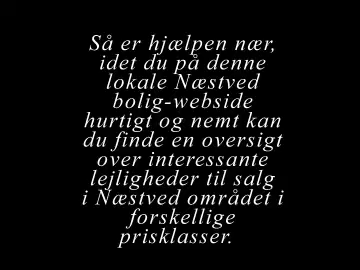 Så er hjælpen nær,
idet du på denne
lokale Næstved
bolig-webside
hurtigt og nemt kan
du finde en oversigt
over interessante
lejligheder til salg
i Næstved området i
forskellige
prisklasser.